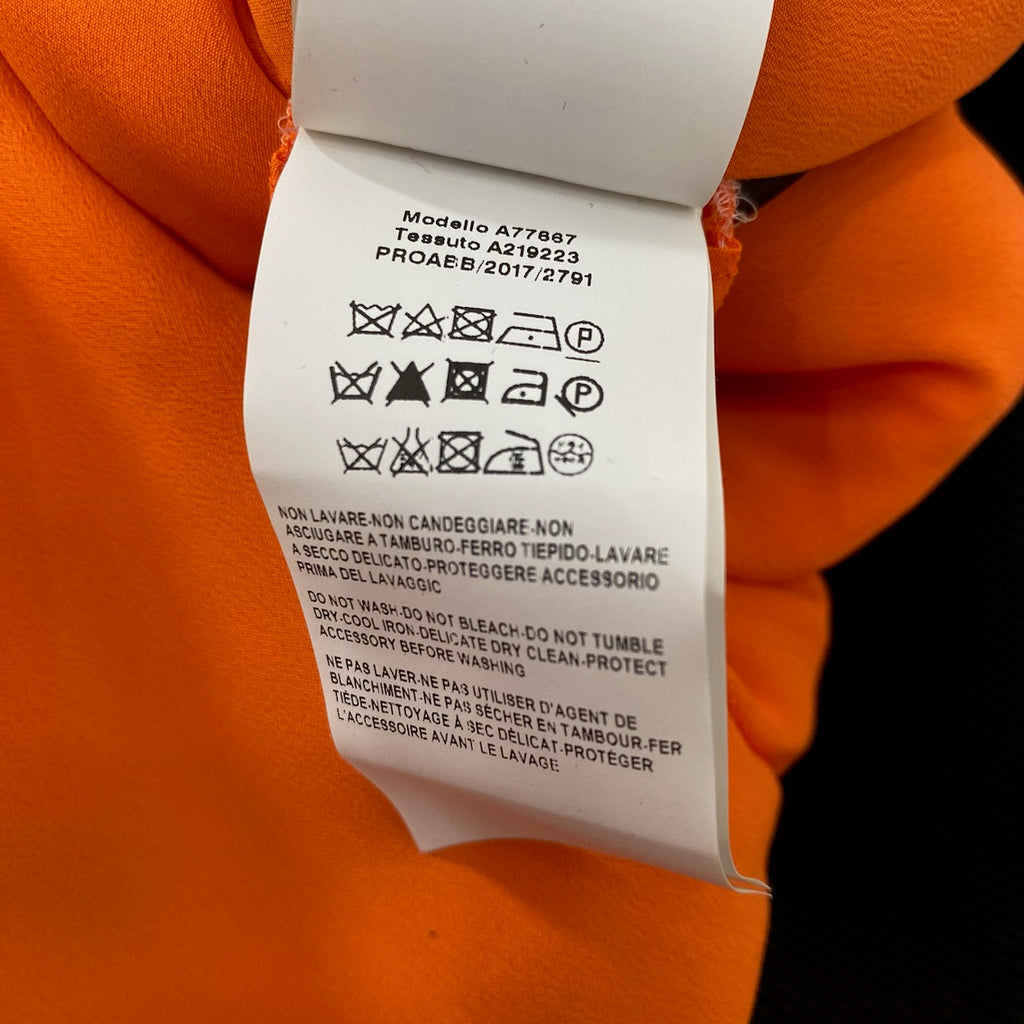 Modello A77667
Tessuto A219223
PROABB/2017/2791
P
P
NON LAVARE-NON CANDEGGIARE-NON
ASCIUGARE A TAMBURO-FERRO TIEPIDO-LAVARE
A SECCO DELICATO-PROTEGGERE ACCESSORIO
PRIMA DEL LAVAGGIC
DO NOT WASH-DO NOT BLEACH-DO NOT TUMBLE
DRY-COOL IRON-DELICATE DRY CLEAN-PROTECT
ACCESSORY BEFORE WASHING
NE PAS LAVER-NE PAS UTILISER D'AGENT DE
BLANCHIMENT-NE PAS SÉCHER EN TAMBOUR-FER
TIÈDE-NETTOYAGE À SEC DÉLICAT-PROTÉGER
L'ACCESSOIRE AVANT LE LAVAGE